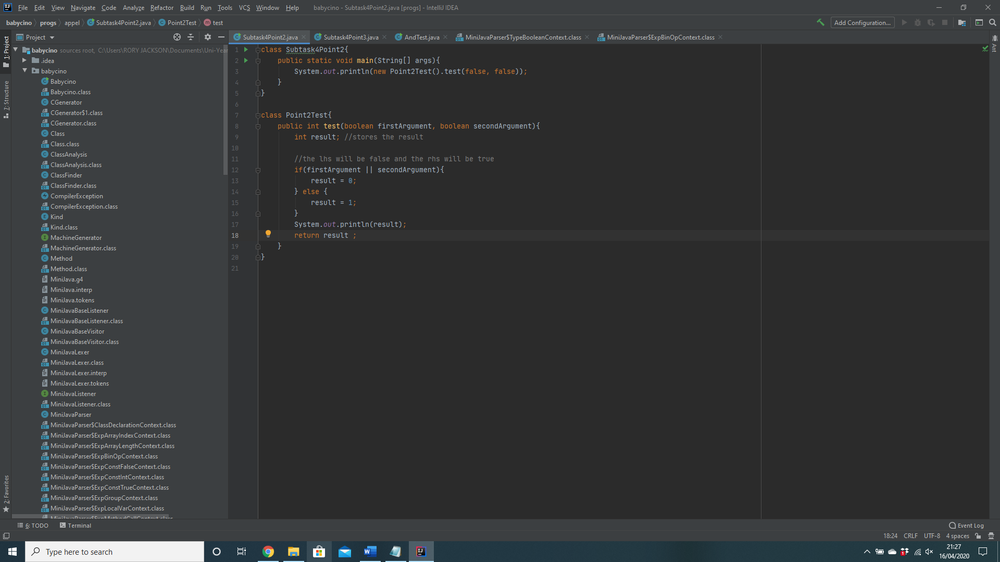 File Edit View Navigate Code Analyze Refactor Build Run Tools VCS Window Help babycino - Subtask4Point2.java [progs] - IntelliJ IDEA
babycino progs appel Subtask4Point2.java Point2Test test Add Configuration...
Project Subtask4Point2.java Subtask4Point3.java AndTest.java MiniJavaParser$TypeBooleanContext.class MiniJavaParser$ExpBinOpContext.class
1: Project
7: Structure
2: Favorites
Ant
babycino sources root, C:\Users\RORY JACKSON\Documents\Uni-Year
.idea
babycino
Babycino
Babycino.class
CGenerator
CGenerator$1.class
CGenerator.class
Class
Class.class
ClassAnalysis
ClassAnalysis.class
ClassFinder
ClassFinder.class
CompilerException
CompilerException.class
Kind
Kind.class
MachineGenerator
MachineGenerator.class
Method
Method.class
MiniJava.g4
MiniJava.interp
MiniJava.tokens
MiniJavaBaseListener
MiniJavaBaseListener.class
MiniJavaBaseVisitor
MiniJavaBaseVisitor.class
MiniJavaLexer
MiniJavaLexer.class
MiniJavaLexer.interp
MiniJavaLexer.tokens
MiniJavaListener
MiniJavaListener.class
MiniJavaParser
MiniJavaParser$ClassDeclarationContext.class
MiniJavaParser$ExpArrayIndexContext.class
MiniJavaParser$ExpArrayLengthContext.class
MiniJavaParser$ExpBinOpContext.class
MiniJavaParser$ExpConstFalseContext.class
MiniJavaParser$ExpConstIntContext.class
MiniJavaParser$ExpConstTrueContext.class
MiniJavaParser$ExpGroupContext.class
MiniJavaParser$ExpLocalVarContext.class
MiniJavaParser$ExpMethodCallContext.class
1 class Subtask4Point2{
2 public static void main(String[] args){
3 System.out.println(new Point2Test().test(false, false));
4 }
5 }
6
7 class Point2Test{
8 public int test(boolean firstArgument, boolean secondArgument){
9 int result; //stores the result
10
11 //the lhs will be false and the rhs will be true
12 if(firstArgument || secondArgument){
13 result = 0;
14 } else {
15 result = 1;
16 }
17 System.out.println(result);
18 return result ;
19 }
20 }
21
6: TODO Terminal Event Log
18:24 CRLF UTF-8 4 spaces
Type here to search
21:27
16/04/2020